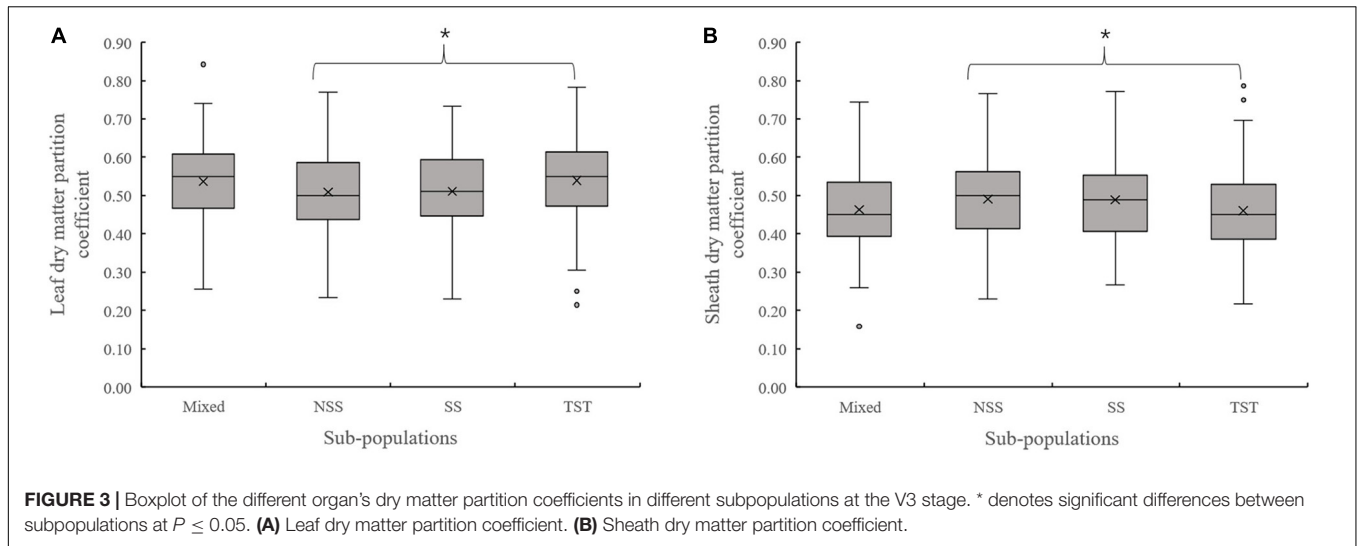 A
*
0.90
0.80
0.70
0.60
0.50
0.40
0.30
0.20
0.10
0.00
Leaf dry matter partition
coefficient
Mixed NSS SS TST
Sub-populations
B
*
0.90
0.80
0.70
0.60
0.50
0.40
0.30
0.20
0.10
0.00
Sheath dry matter partition
coefficient
Mixed NSS SS TST
Sub-populations
FIGURE 3 | Boxplot of the different organ's dry matter partition coefficients in different subpopulations at the V3 stage. * denotes significant differences between
subpopulations at P ≤ 0.05. (A) Leaf dry matter partition coefficient. (B) Sheath dry matter partition coefficient.